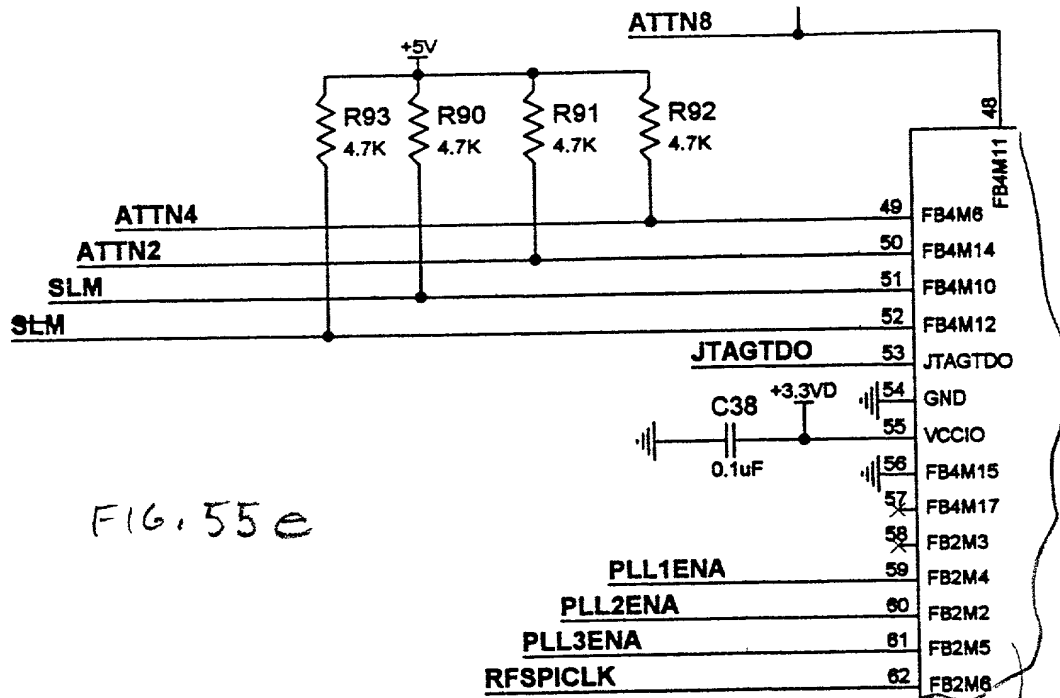 ATTN8
+5V
48
FB4M11
R93 4.7K
R90 4.7K
R91 4.7K
R92 4.7K
ATTN4 49 FB4M6
ATTN2 50 FB4M14
SLM 51 FB4M10
SLM 52 FB4M12
JTAGTDO 53 JTAGTDO
54 GND
C38 0.1uF
+3.3VD
55 VCCIO
56 FB4M15
57 FB4M17
58 FB2M3
PLL1ENA 59 FB2M4
PLL2ENA 60 FB2M2
PLL3ENA 61 FB2M5
RFSPICLK 62 FB2M6
FIG. 55e